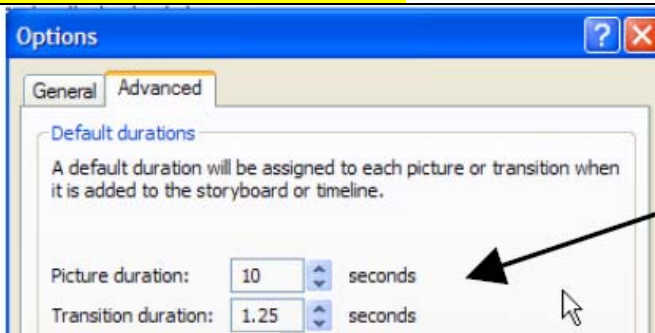 Options
General Advanced
Default durations
A default duration will be assigned to each picture or transition when
it is added to the storyboard or timeline.
Picture duration: 10 seconds
Transition duration: 1.25 seconds